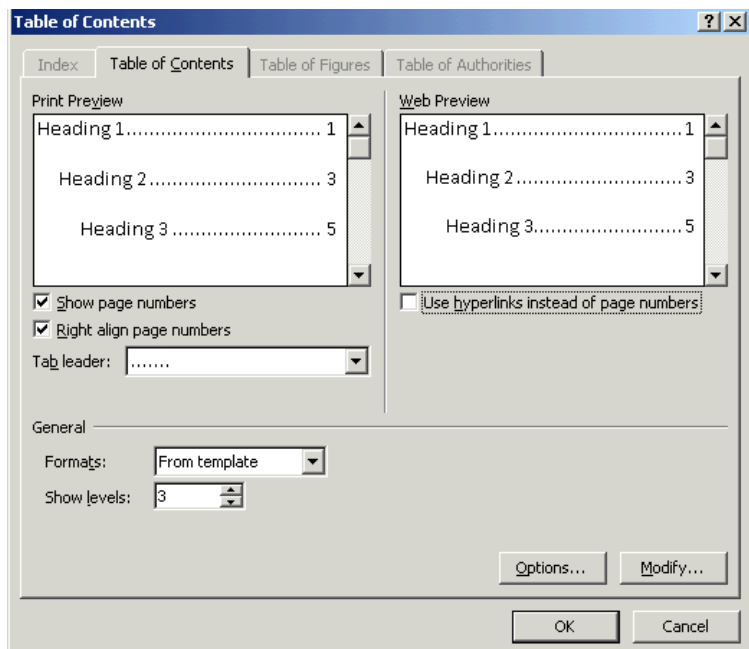 Table of Contents
Index Table of Contents Table of Figures Table of Authorities
Print Preview
Heading 1............................ 1
Heading 2......................... 3
Heading 3 ...................... 5
Show page numbers
Right align page numbers
Tab leader: .......
Web Preview
Heading 1............................1
Heading 2.........................3
Heading 3......................5
Use hyperlinks instead of page numbers
General
Formats: From template
Show levels: 3
Options... Modify...
OK Cancel